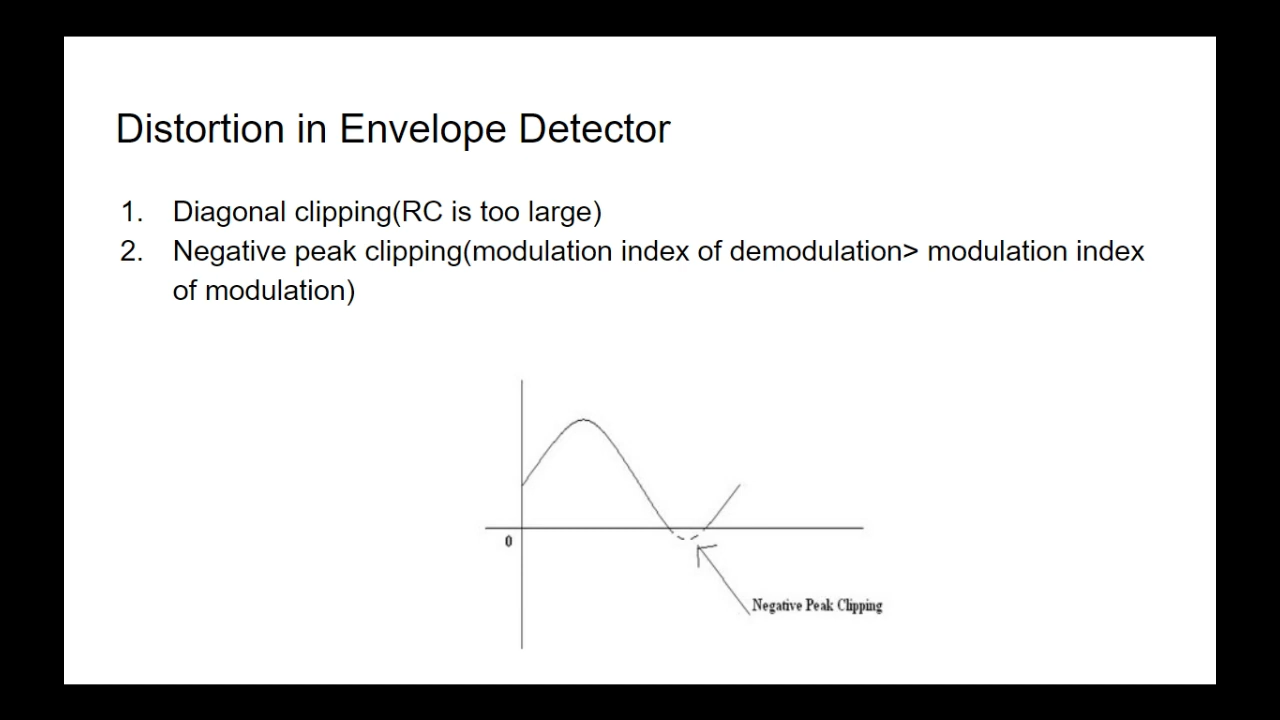 Distortion in Envelope Detector
1. Diagonal clipping(RC is too large)
2. Negative peak clipping(modulation index of demodulation> modulation index
of modulation)
0
Negative Peak Clipping